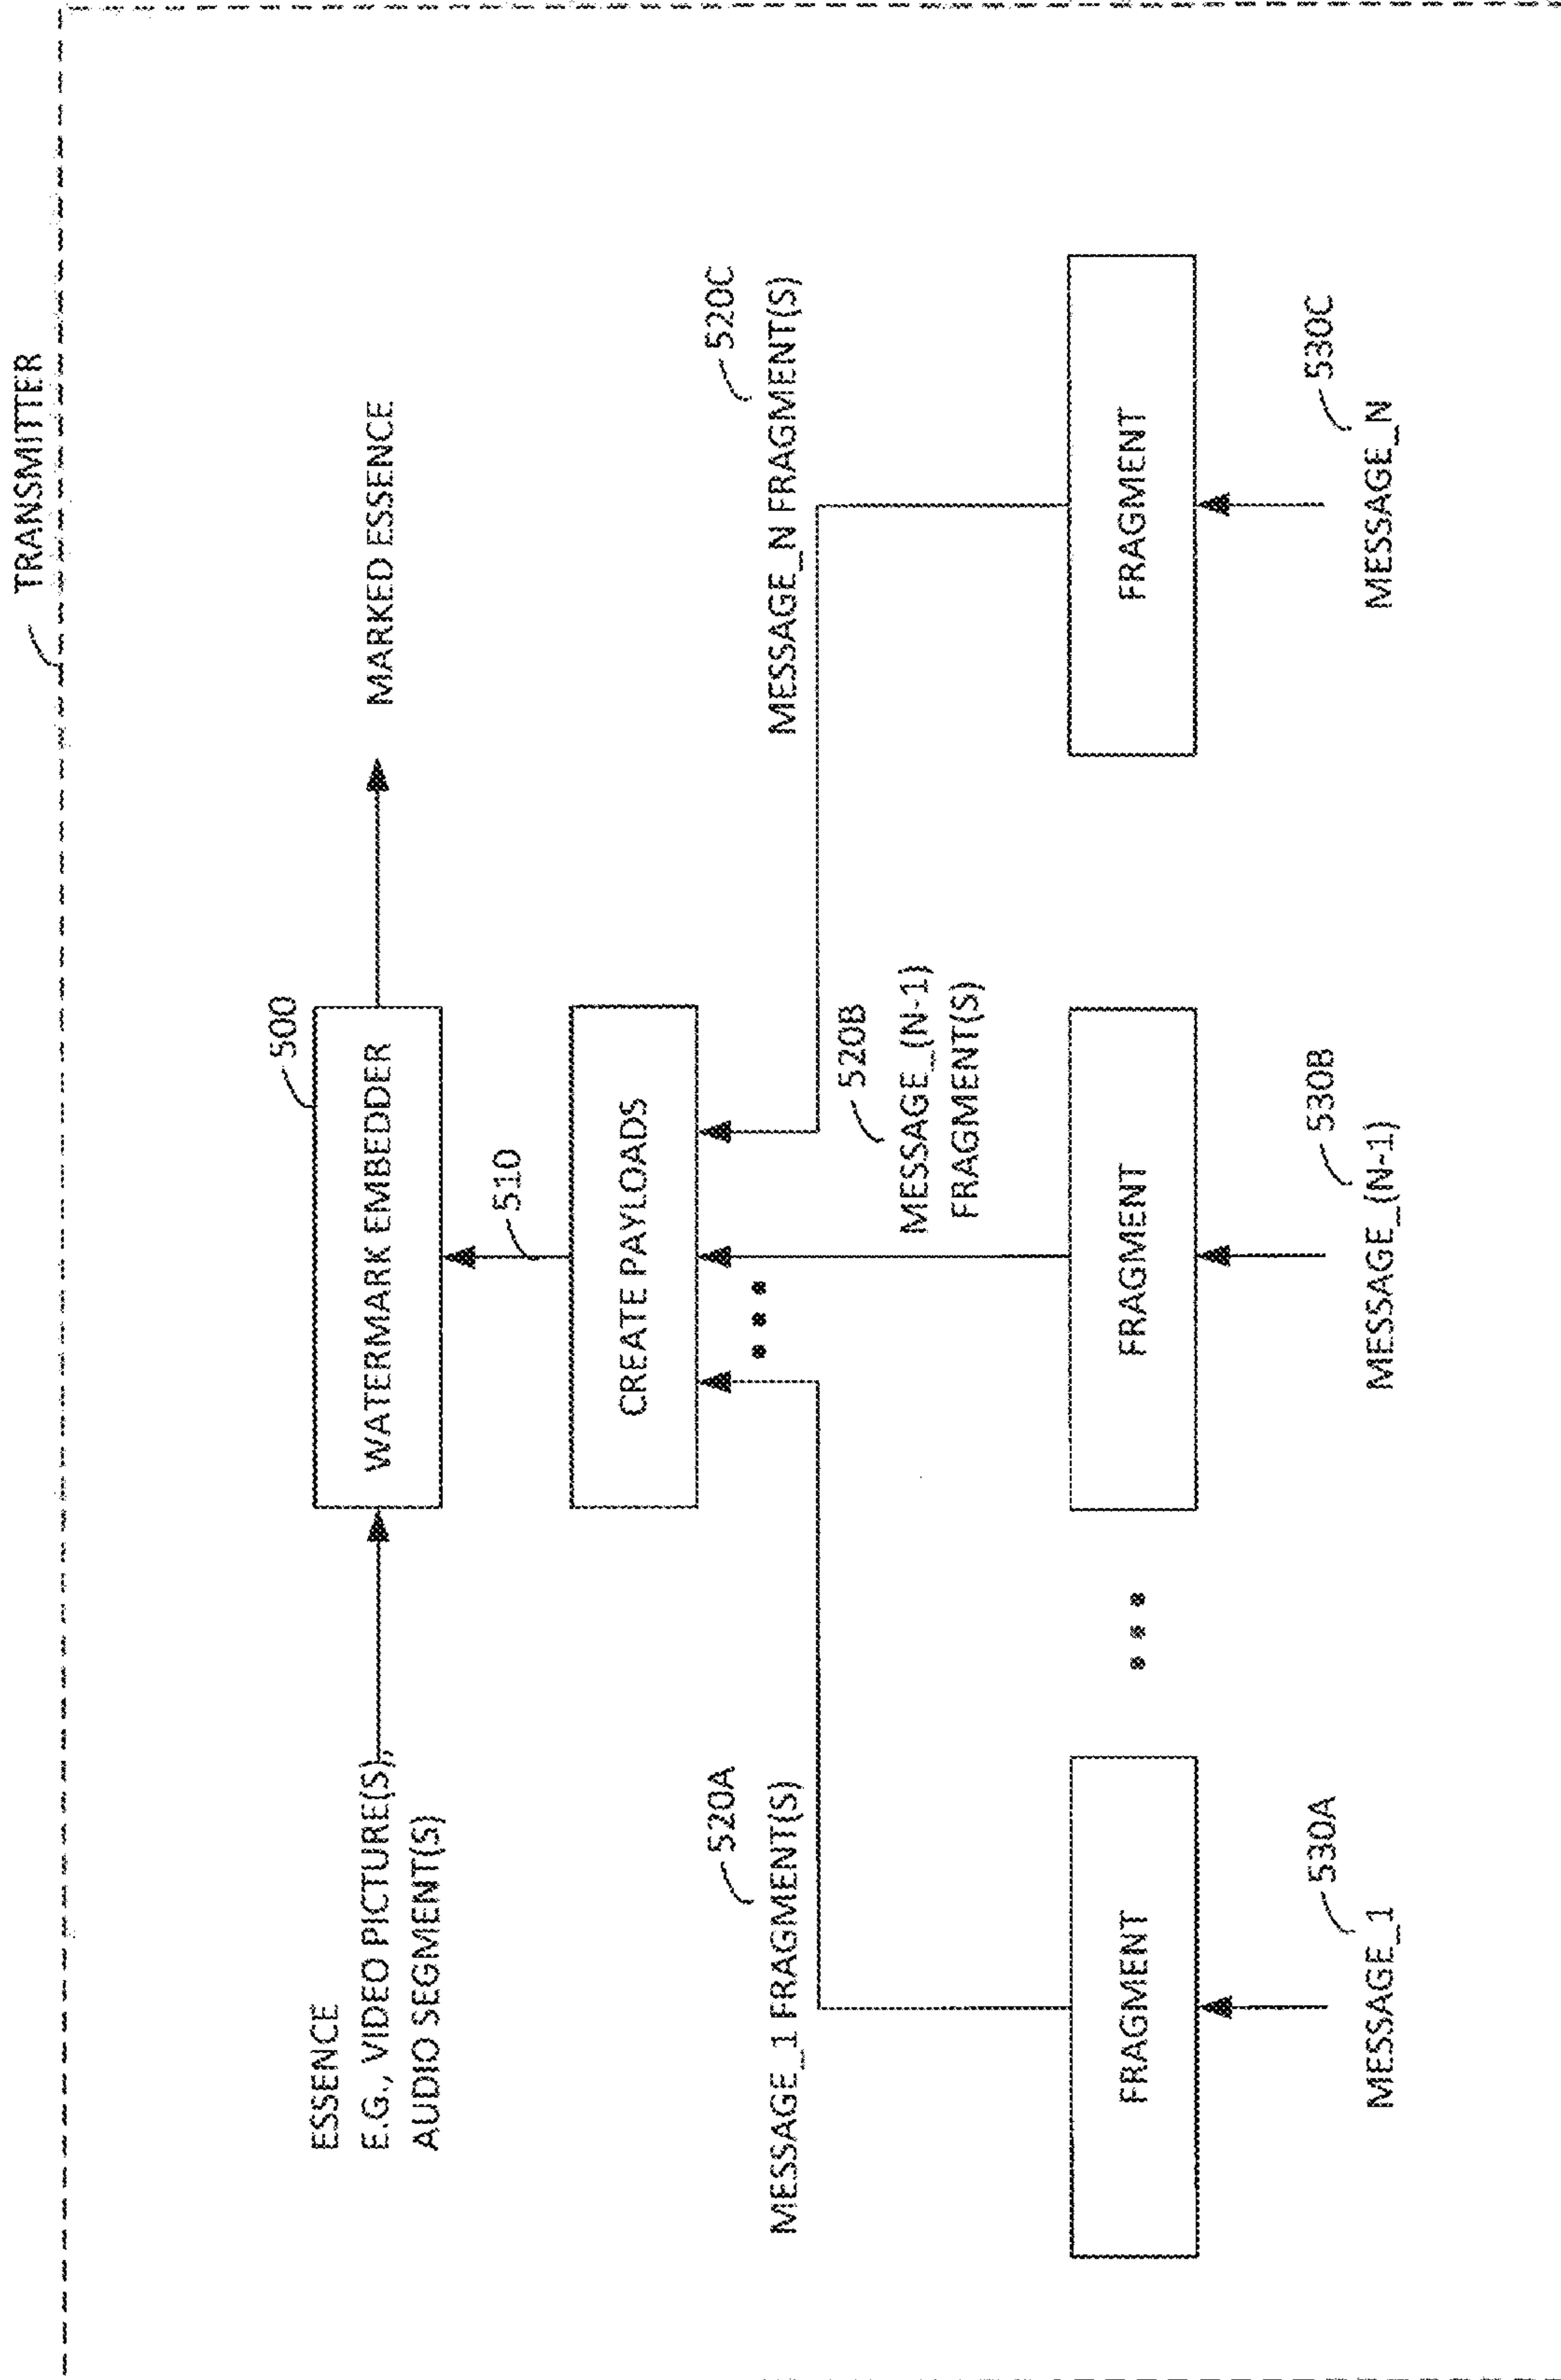 TRANSMITTER
500
ESSENCE
E.G., VIDEO PICTURE(S),
AUDIO SEGMENT(S)
WATERMARK EMBEDDER
MARKED ESSENCE
510
CREATE PAYLOADS
520A
MESSAGE_1 FRAGMENT(S)
520B
MESSAGE_(N-1)
FRAGMENT(S)
520C
MESSAGE_N FRAGMENT(S)
FRAGMENT
FRAGMENT
FRAGMENT
530A
MESSAGE_1
530B
MESSAGE_(N-1)
530C
MESSAGE_N